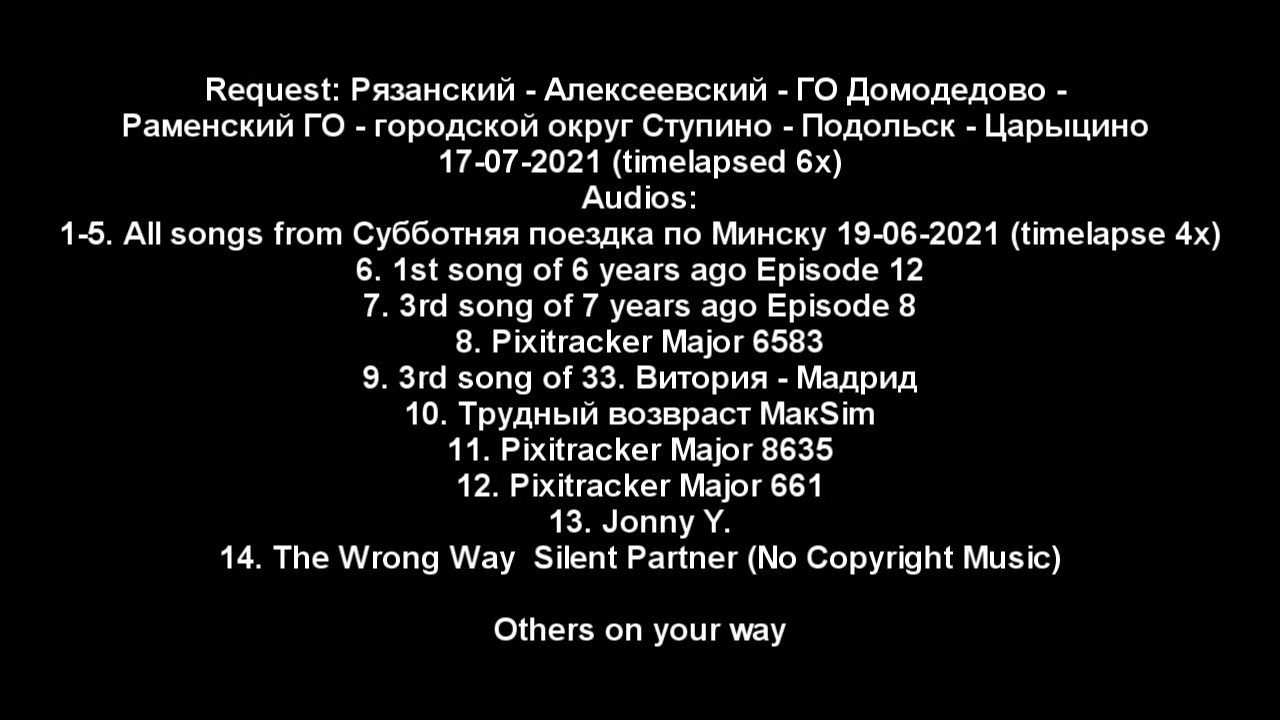 Request: Рязанский - Алексеевский - ГО Домодедово -
Раменский ГО - городской округ Ступино - Подольск - Царыцино
17-07-2021 (timelapsed 6x)
Audios:
1-5. All songs from Субботняя поездка по Минску 19-06-2021 (timelapse 4x)
6. 1st song of 6 years ago Episode 12
7. 3rd song of 7 years ago Episode 8
8. Pixitracker Major 6583
9. 3rd song of 33. Витория - Мадрид
10. Трудный возвраст МакSim
11. Pixitracker Major 8635
12. Pixitracker Major 661
13. Jonny Y.
14. The Wrong Way  Silent Partner (No Copyright Music)
Others on your way